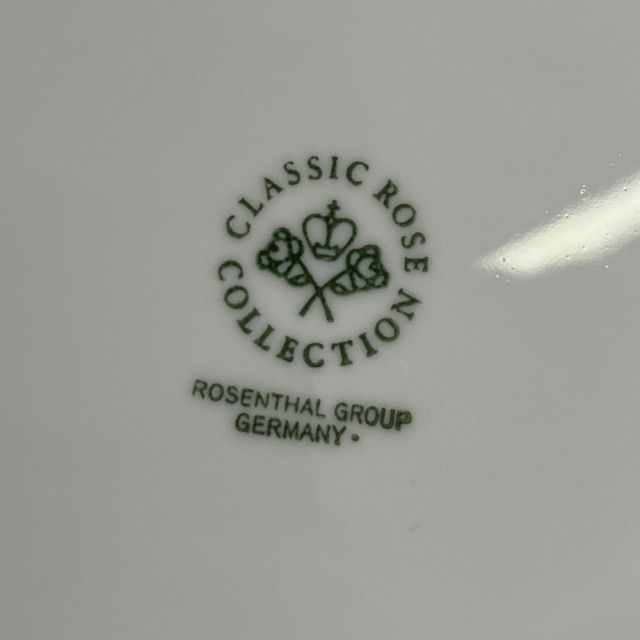 CLASSIC ROSE
COLLECTION
ROSENTHAL GROUP
GERMANY